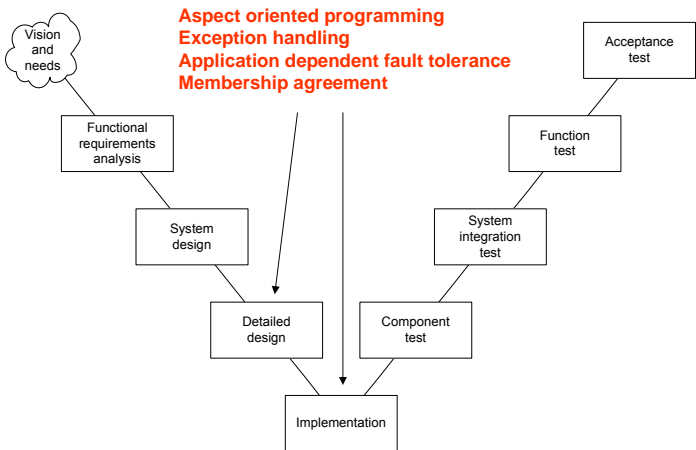 Aspect oriented programming
Exception handling
Application dependent fault tolerance
Membership agreement
Vision
and
needs
Acceptance
test
Functional
requirements
analysis
Function
test
System
design
System
integration
test
Detailed
design
Component
test
Implementation